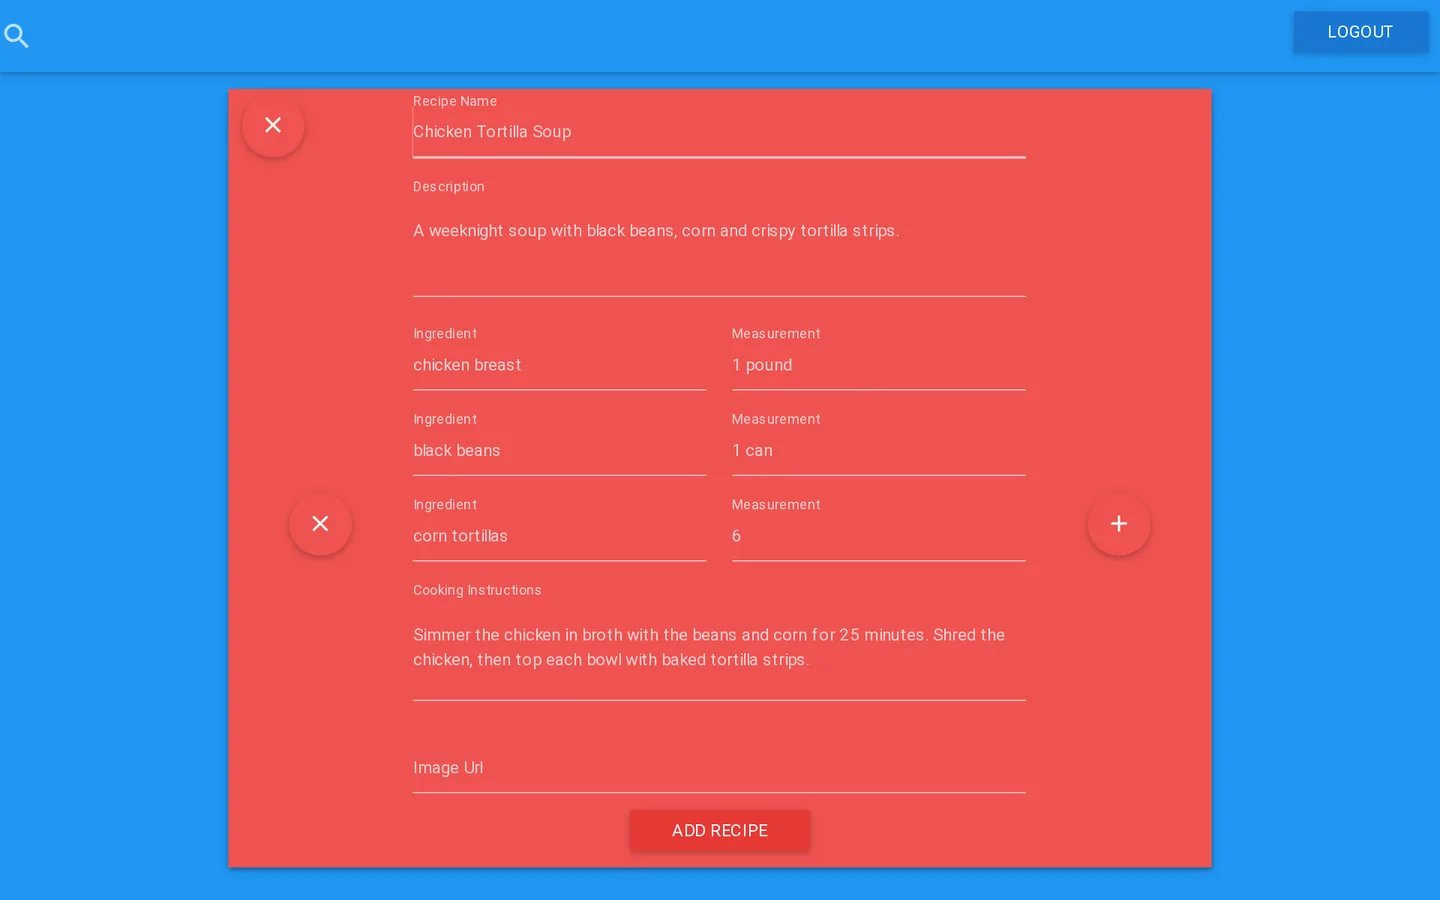 LOGOUT
Recipe Name
Chicken Tortilla Soup
Description
A weeknight soup with black beans, corn and crispy tortilla strips.
Ingredient
Measurement
chicken breast
1 pound
Ingredient
Measurement
black beans
1 can
Ingredient
Measurement
corn tortillas
6
Cooking Instructions
Simmer the chicken in broth with the beans and corn for 25 minutes. Shred the
chicken, then top each bowl with baked tortilla strips.
Image Url
ADD RECIPE